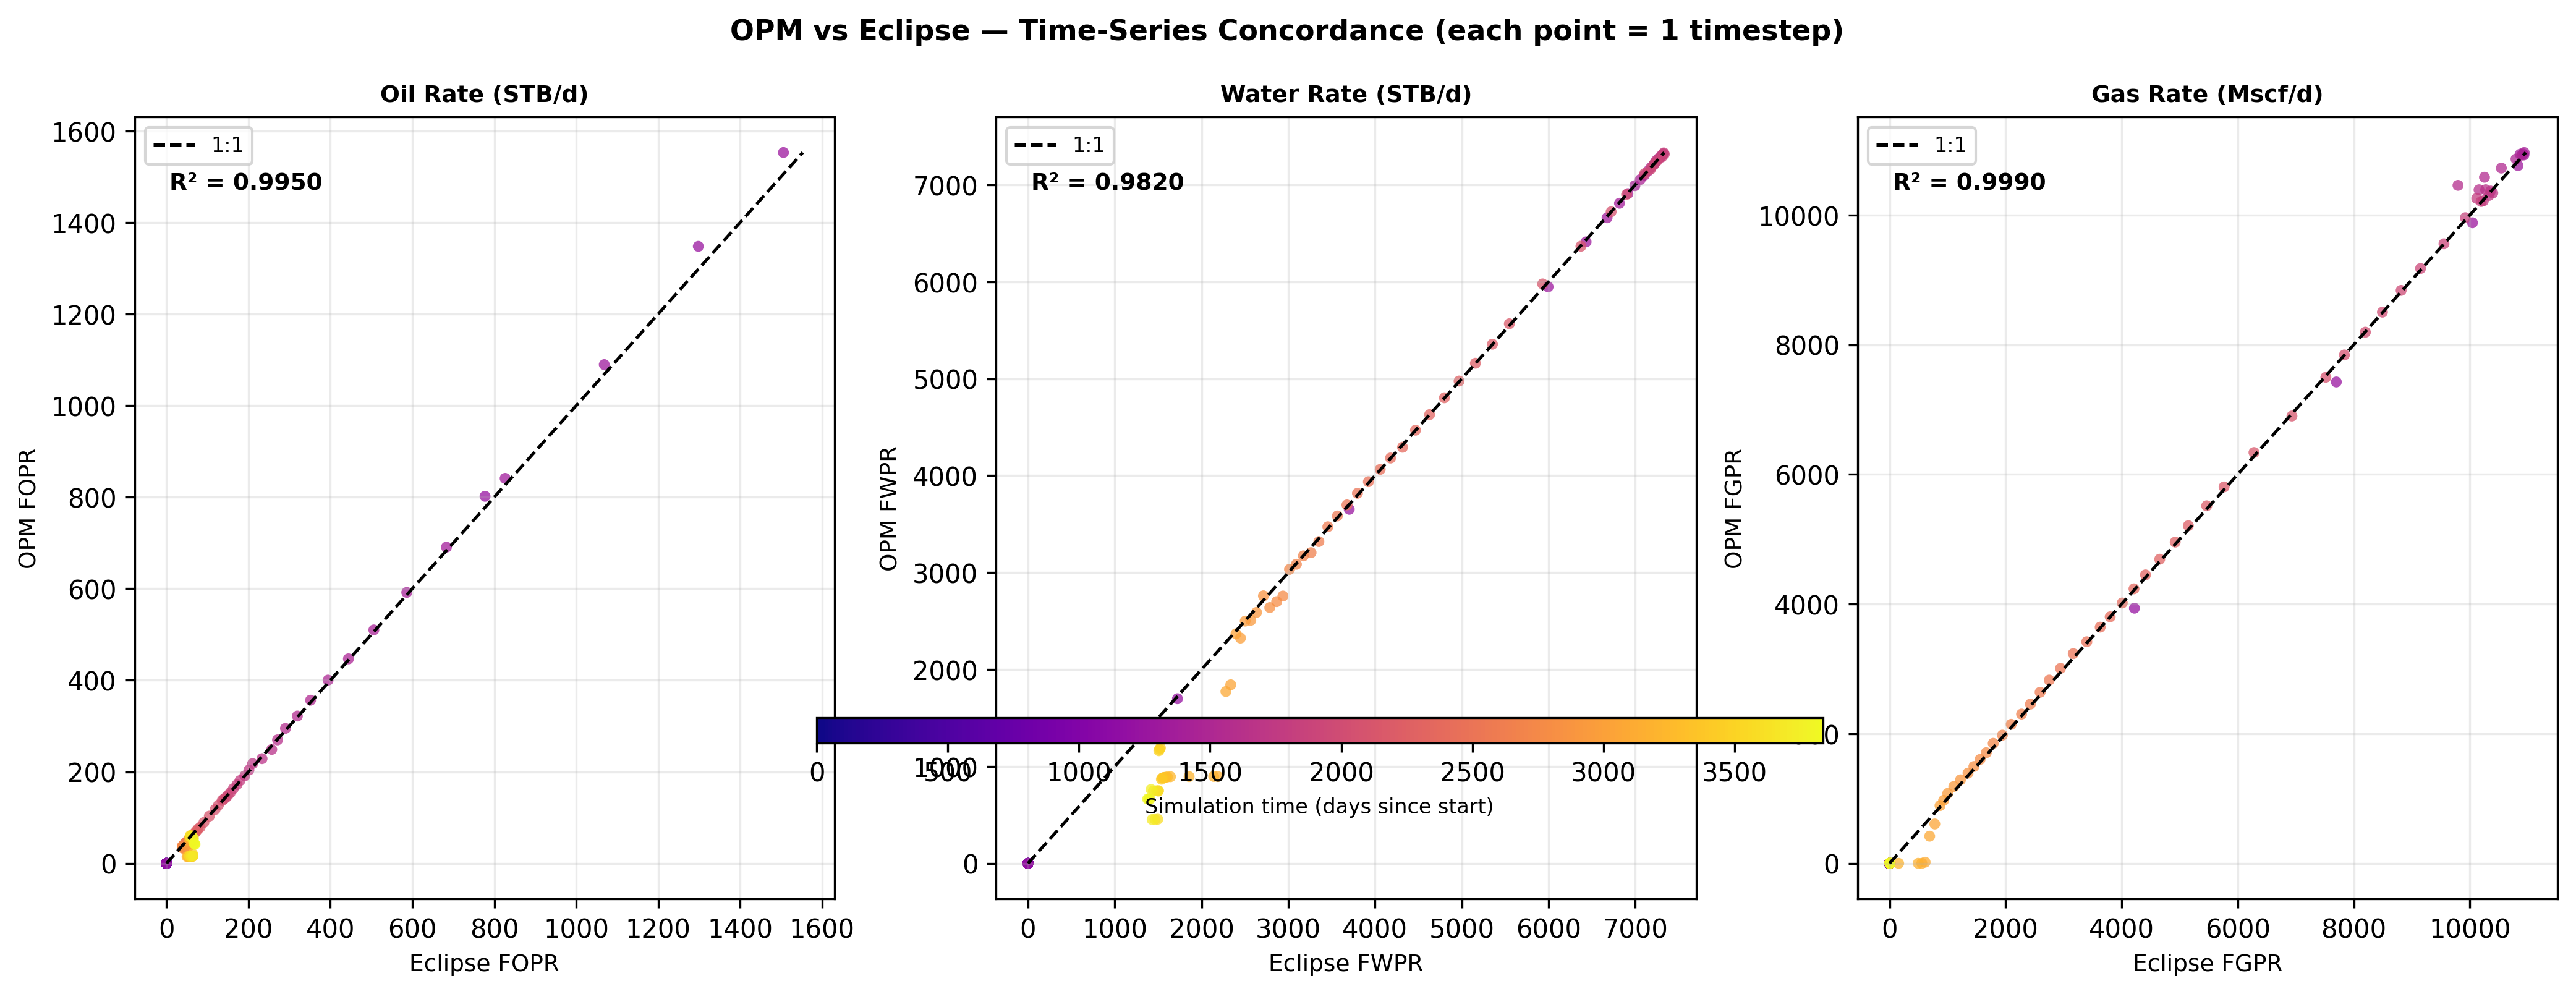 OPM vs Eclipse — Time-Series Concordance (each point = 1 timestep)
Oil Rate (STB/d)
1:1
R² = 0.9950
1600
1400
1200
1000
800
600
400
200
0
OPM FOPR
0 200 400 600 800 1000 1200 1400 1600
Eclipse FOPR
Water Rate (STB/d)
1:1
R² = 0.9820
7000
6000
5000
4000
3000
2000
1000
0
OPM FWPR
0 1000 2000 3000 4000 5000 6000 7000
Eclipse FWPR
Gas Rate (Mscf/d)
1:1
R² = 0.9990
10000
8000
6000
4000
0
0
OPM FGPR
0 2000 4000 6000 8000 10000
Eclipse FGPR
0 500 1000 1500 2000 2500 3000 3500
Simulation time (days since start)